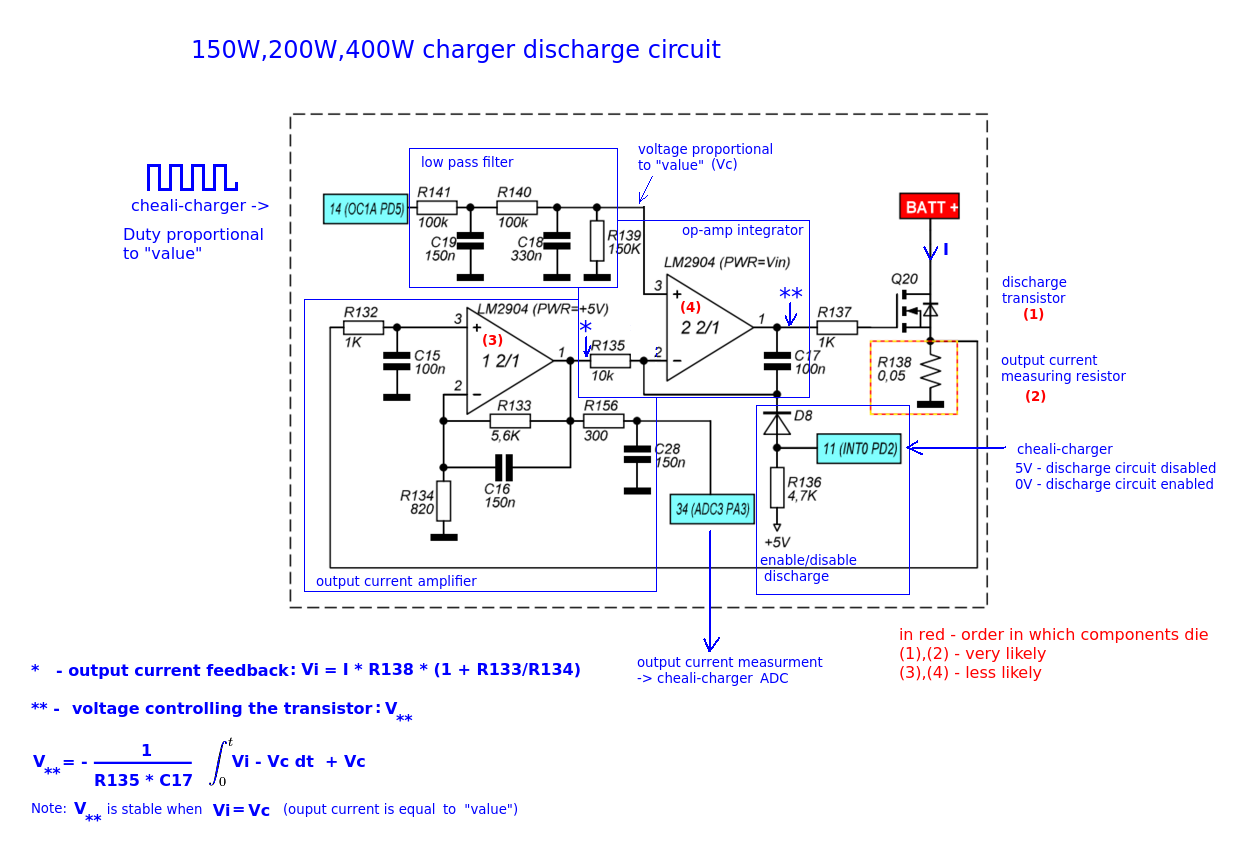 150W,200W,400W charger discharge circuit
cheali-charger ->
Duty proportional
to "value"
low pass filter
voltage proportional
to "value" (Vc)
14 (OC1A PD5)
R141
100k
R140
100k
C19
150n
C18
330n
R139
150K
op-amp integrator
LM2904 (PWR=Vin)
3
+
(4)
2 2/1
2
−
1
**
R137
1K
BATT +
I
Q20
discharge
transistor
(1)
R138
0,05
output current
measuring resistor
(2)
LM2904 (PWR=+5V)
R132
1K
3
+
(3)
1 2/1
2
−
1
*
R135
10k
C15
100n
C17
100n
R133
5,6K
R156
300
C28
150n
C16
150n
R134
820
D8
11 (INT0 PD2)
R136
4,7K
+5V
34 (ADC3 PA3)
cheali-charger
5V - discharge circuit disabled
0V - discharge circuit enabled
enable/disable
discharge
output current amplifier
output current measurment
-> cheali-charger ADC
in red - order in which components die
(1),(2) - very likely
(3),(4) - less likely
* - output current feedback: Vi = I * R138 * (1 + R133/R134)
** - voltage controlling the transistor: V**
V** = - 1 / R135 * C17 ∫0t Vi - Vc dt + Vc
Note: V** is stable when Vi = Vc (ouput current is equal to "value")